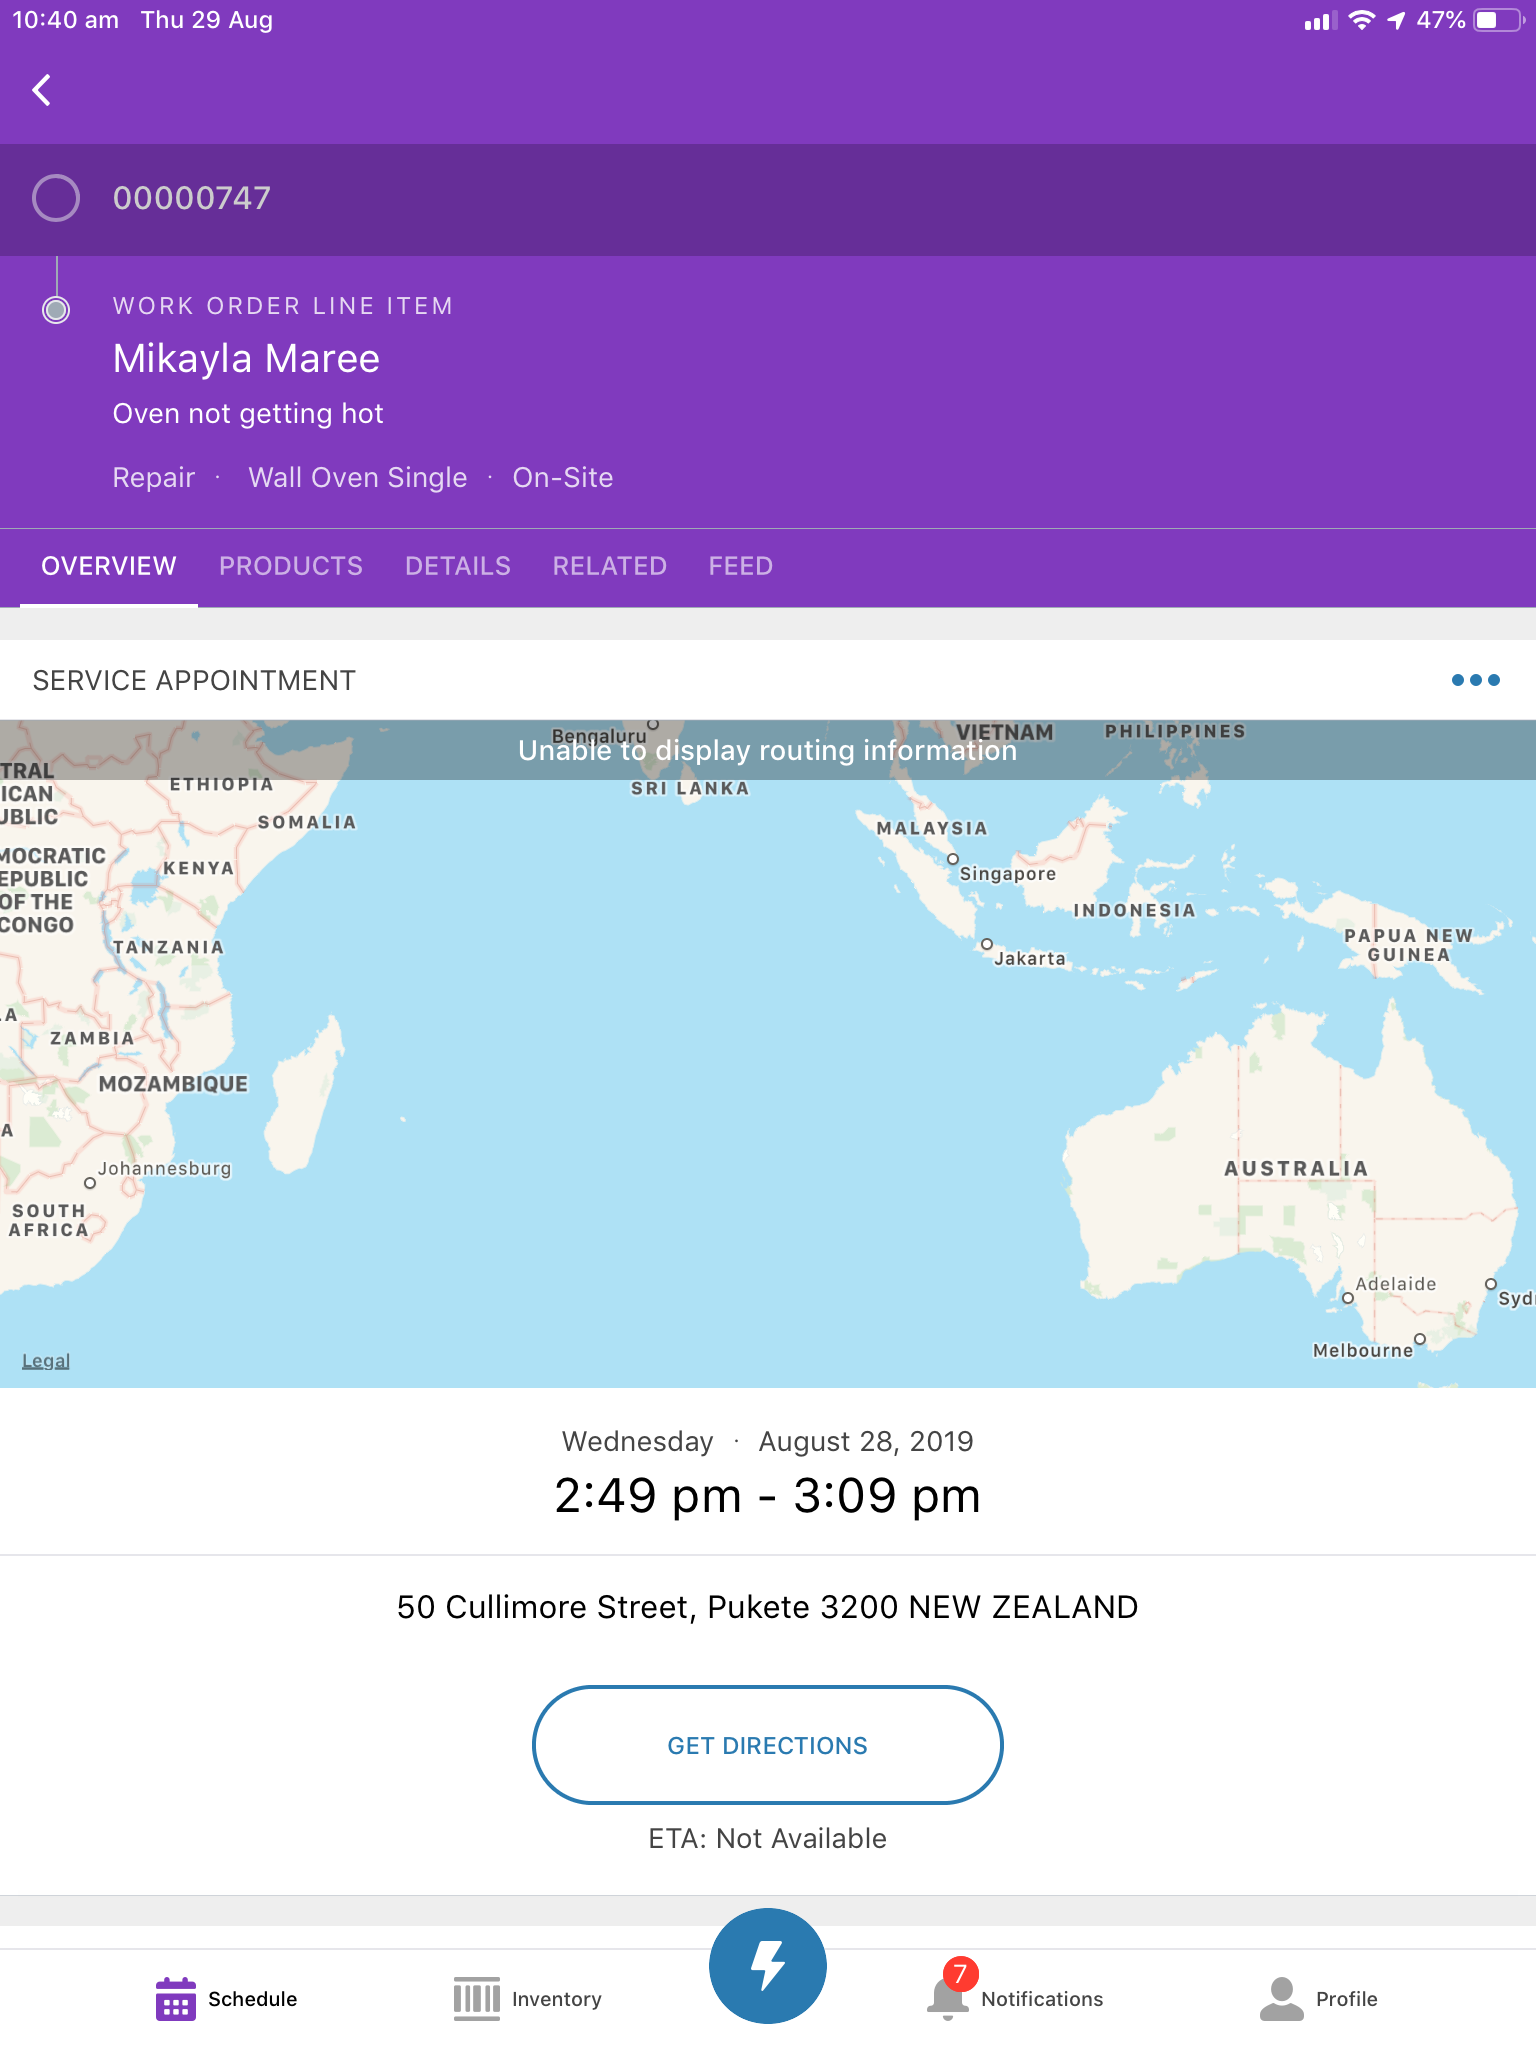 10:40 am Thu 29 Aug 47%
00000747
WORK ORDER LINE ITEM
Mikayla Maree
Oven not getting hot
Repair · Wall Oven Single · On-Site
OVERVIEW PRODUCTS DETAILS RELATED FEED
SERVICE APPOINTMENT
Bengaluru VIETNAM PHILIPPINES
Unable to display routing information
TRAL
ICAN
UBLIC
ETHIOPIA
SRI LANKA
SOMALIA
MALAYSIA
MOCRATIC
EPUBLIC
OF THE
CONGO
KENYA
Singapore
INDONESIA
TANZANIA
PAPUA NEW
GUINEA
Jakarta
LA
ZAMBIA
MOZAMBIQUE
A
Johannesburg
AUSTRALIA
SOUTH
AFRICA
Adelaide
Syd
Melbourne
Legal
Wednesday · August 28, 2019
2:49 pm - 3:09 pm
50 Cullimore Street, Pukete 3200 NEW ZEALAND
GET DIRECTIONS
ETA: Not Available
7
Schedule Inventory Notifications Profile